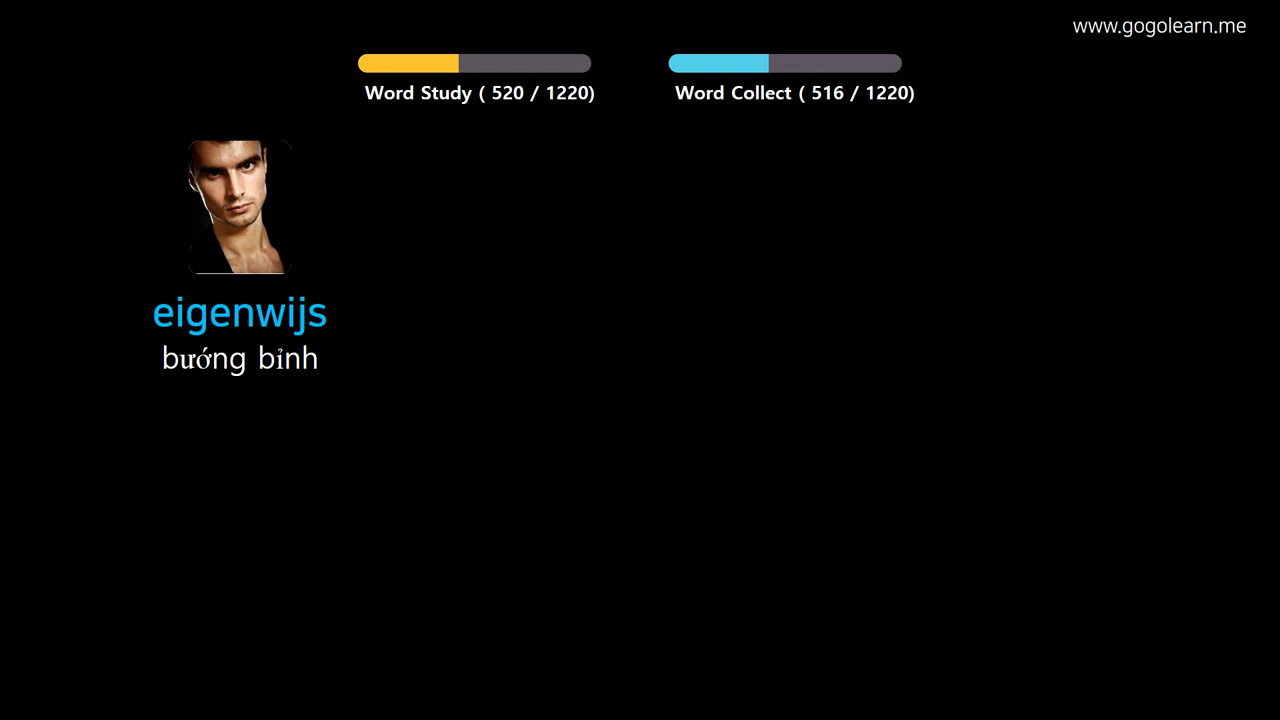 www.gogolearn.me
Word Study ( 520 / 1220)
Word Collect ( 516 / 1220)
eigenwijs
bướng bỉnh